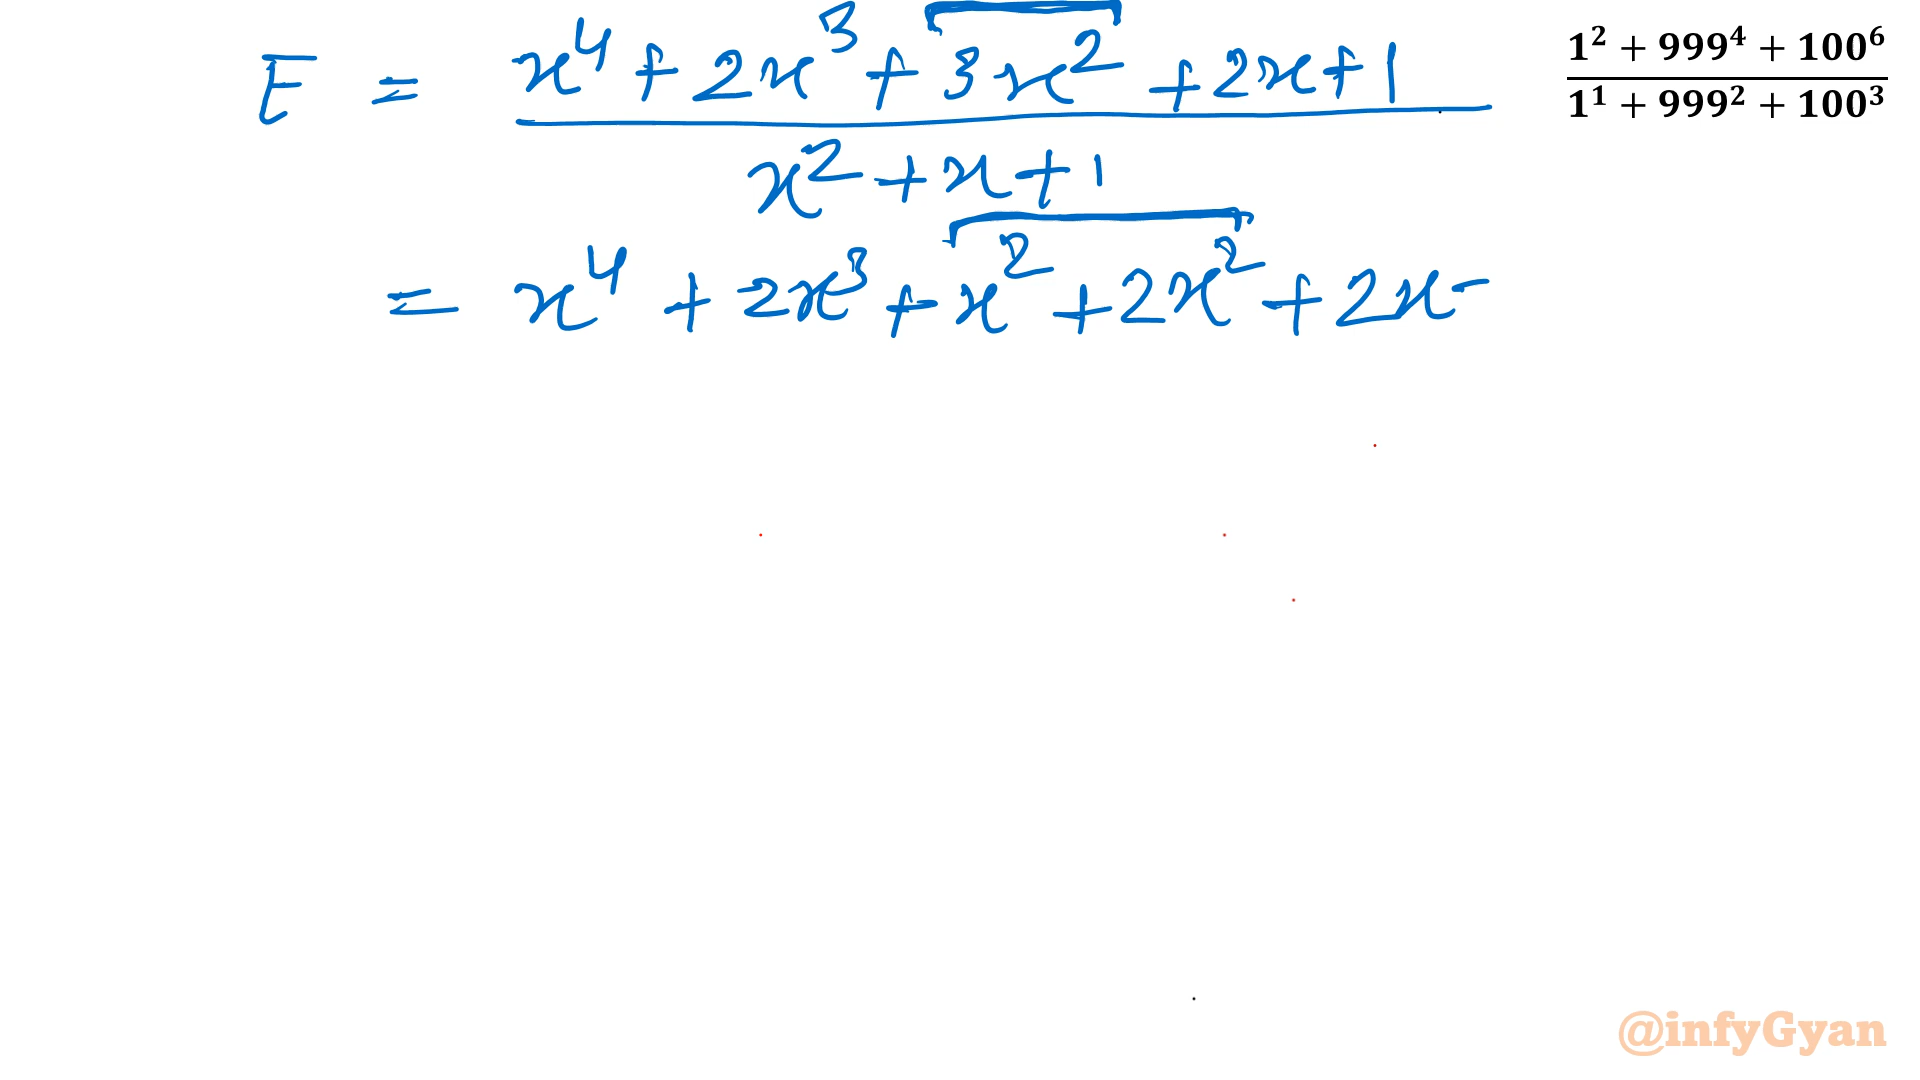 E = x⁴ + 2x³ + 3x² + 2x + 1
x² + x + 1
= x⁴ + 2x³ + x² + 2x² + 2x -
1² + 999⁴ + 100⁶
1¹ + 999² + 100³
@infyGyan